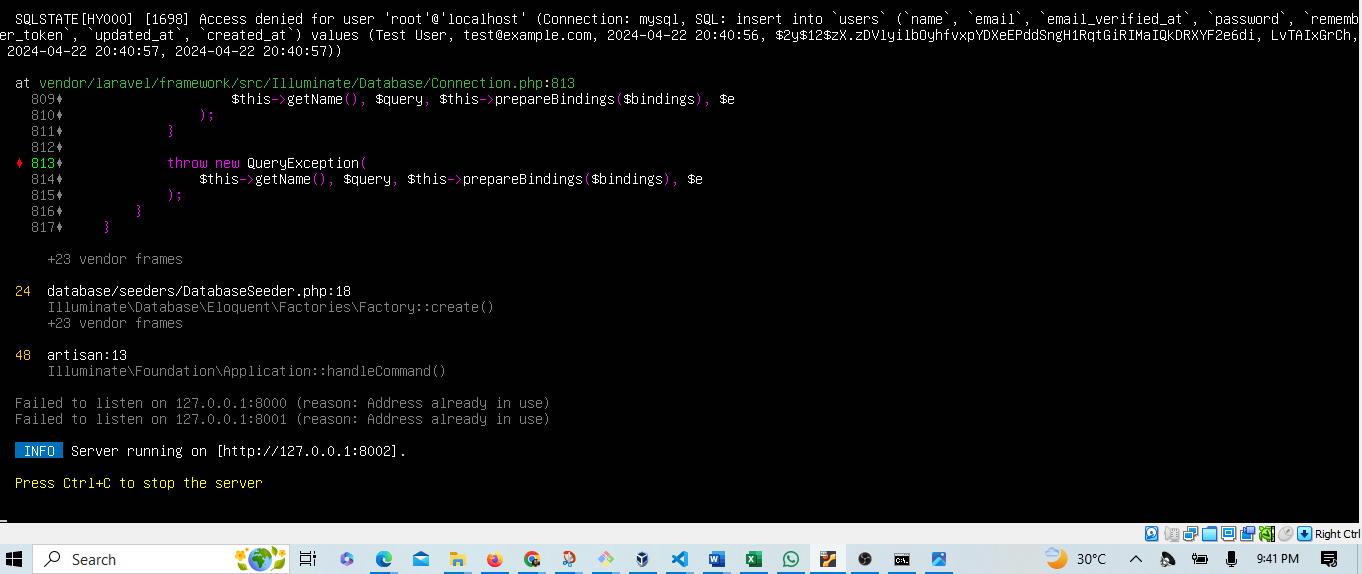 SQLSTATE[HY000] [1698] Access denied for user 'root'@'localhost' (Connection: mysql, SQL: insert into `users` (`name`, `email`, `email_verified_at`, `password`, `rememb
er_token`, `updated_at`, `created_at`) values (Test User, test@example.com, 2024-04-22 20:40:56, $2y$12$zX.zDVlyilbOyhfvxpYDXeEPddSngH1RqtGiRIMaIQkDRXYF2e6di, LvTAIxGrCh,
2024-04-22 20:40:57, 2024-04-22 20:40:57))
at vendor/laravel/framework/src/Illuminate/Database/Connection.php:813
809 $this->getName(), $query, $this->prepareBindings($bindings), $e
810 );
811 }
812
813 throw new QueryException(
814 $this->getName(), $query, $this->prepareBindings($bindings), $e
815 );
816 }
817 }
+23 vendor frames
24 database/seeders/DatabaseSeeder.php:18
Illuminate\Database\Eloquent\Factories\Factory::create()
+23 vendor frames
48 artisan:13
Illuminate\Foundation\Application::handleCommand()
Failed to listen on 127.0.0.1:8000 (reason: Address already in use)
Failed to listen on 127.0.0.1:8001 (reason: Address already in use)
INFO Server running on [http://127.0.0.1:8002].
Press Ctrl+C to stop the server
Right Ctrl
Search
30°C
9:41 PM